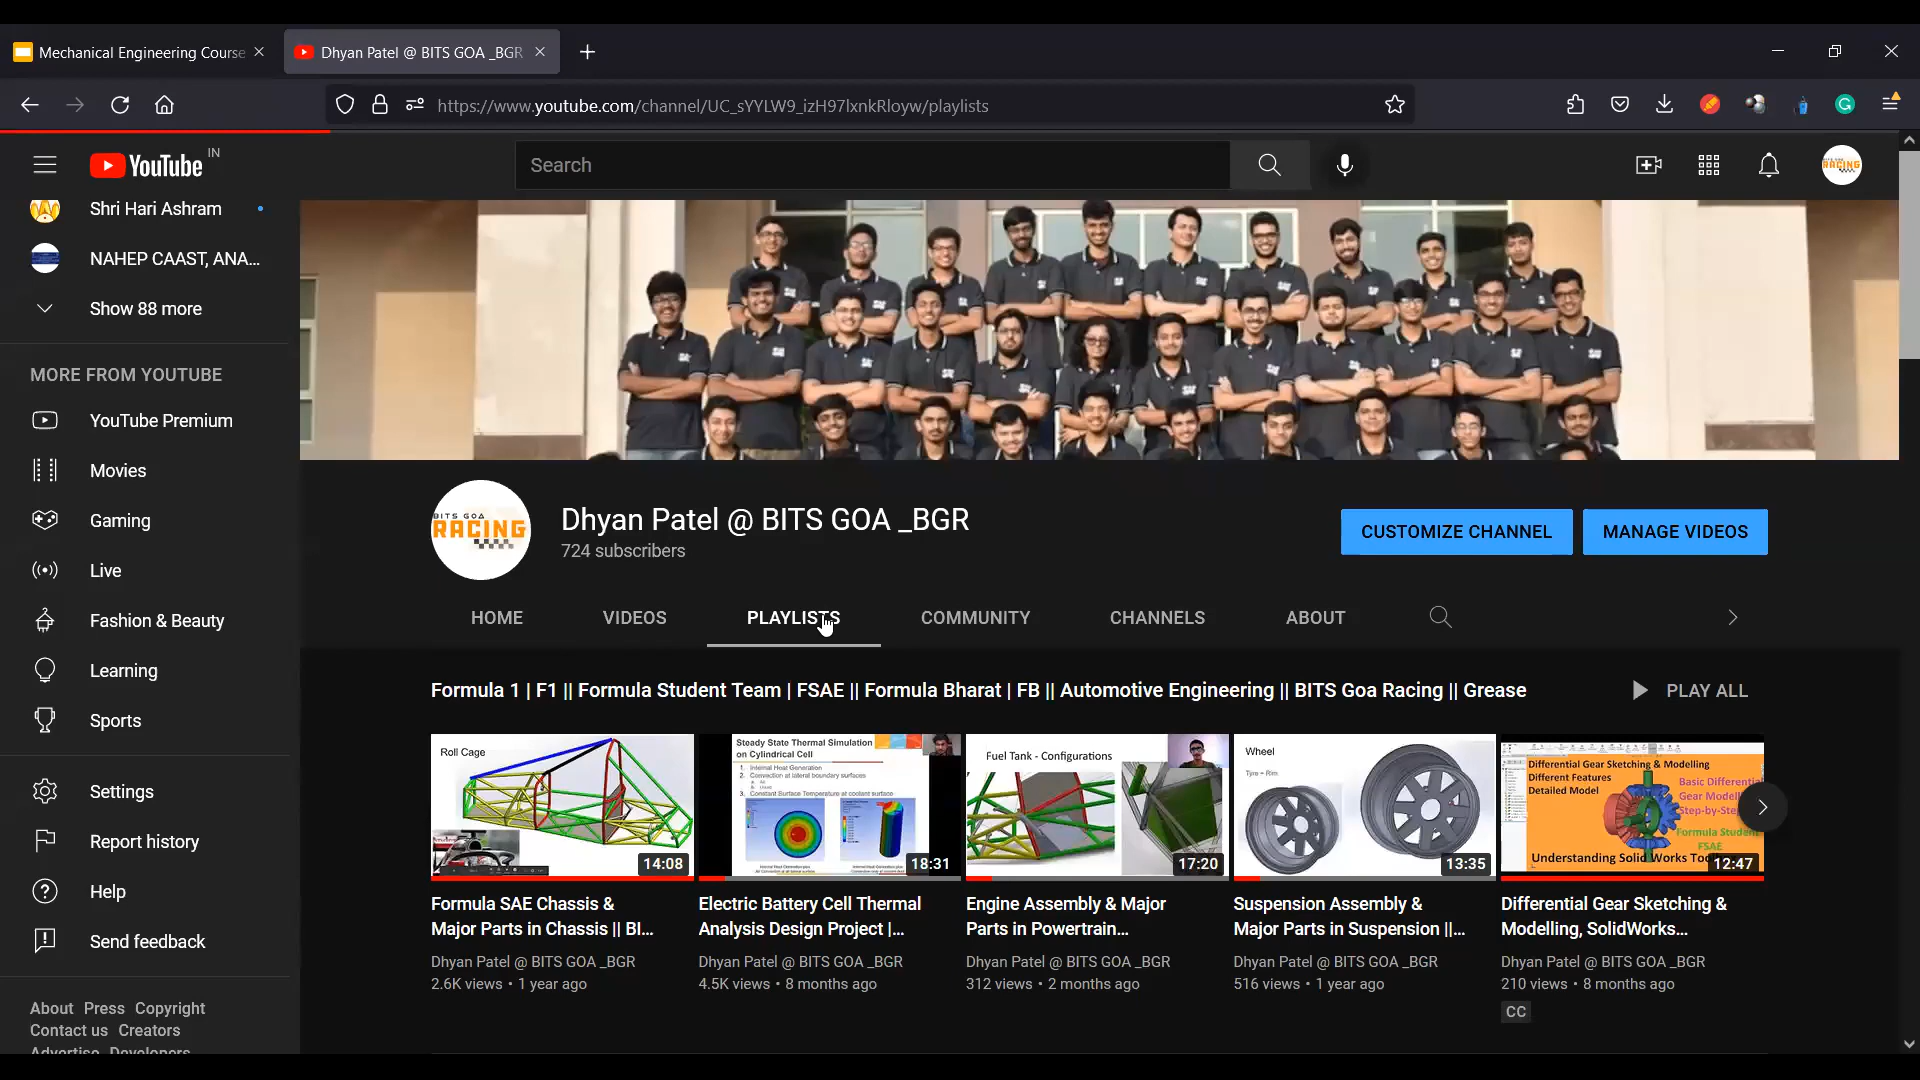 Mechanical Engineering Course
Dhyan Patel @ BITS GOA _BGR
https://www.youtube.com/channel/UC_sYYLW9_izH97lxnkRloyw/playlists
YouTube IN
Search
BITS GOA
RACING
Shri Hari Ashram
NAHEP CAAST, ANA...
Show 88 more
MORE FROM YOUTUBE
YouTube Premium
Movies
Gaming
Live
Fashion & Beauty
Learning
Sports
Settings
Report history
Help
Send feedback
About Press Copyright
Contact us Creators
Advertise Developers
BITS GOA
RACING
Dhyan Patel @ BITS GOA _BGR
724 subscribers
CUSTOMIZE CHANNEL
MANAGE VIDEOS
HOME
VIDEOS
PLAYLISTS
COMMUNITY
CHANNELS
ABOUT
Formula 1 | F1 || Formula Student Team | FSAE || Formula Bharat | FB || Automotive Engineering || BITS Goa Racing || Grease
PLAY ALL
Roll Cage
14:08
Formula SAE Chassis &
Major Parts in Chassis || BI...
Dhyan Patel @ BITS GOA _BGR
2.6K views • 1 year ago
Steady State Thermal Simulation
on Cylindrical Cell
1. Internal Heat Generation
2. Convection at lateral boundary surfaces
3. Constant Surface Temperature at coolant surface
18:31
Electric Battery Cell Thermal
Analysis Design Project |...
Dhyan Patel @ BITS GOA _BGR
4.5K views • 8 months ago
Fuel Tank - Configurations
17:20
Engine Assembly & Major
Parts in Powertrain...
Dhyan Patel @ BITS GOA _BGR
312 views • 2 months ago
Wheel
Tyre + Rim
13:35
Suspension Assembly &
Major Parts in Suspension ||...
Dhyan Patel @ BITS GOA _BGR
516 views • 1 year ago
Differential Gear Sketching & Modelling
Different Features
Detailed Model
Basic Differential
Gear Modell
Step-by-Ste
Formula Student
FSAE
Understanding Solid Works Too
12:47
Differential Gear Sketching &
Modelling, SolidWorks...
Dhyan Patel @ BITS GOA _BGR
210 views • 8 months ago
CC